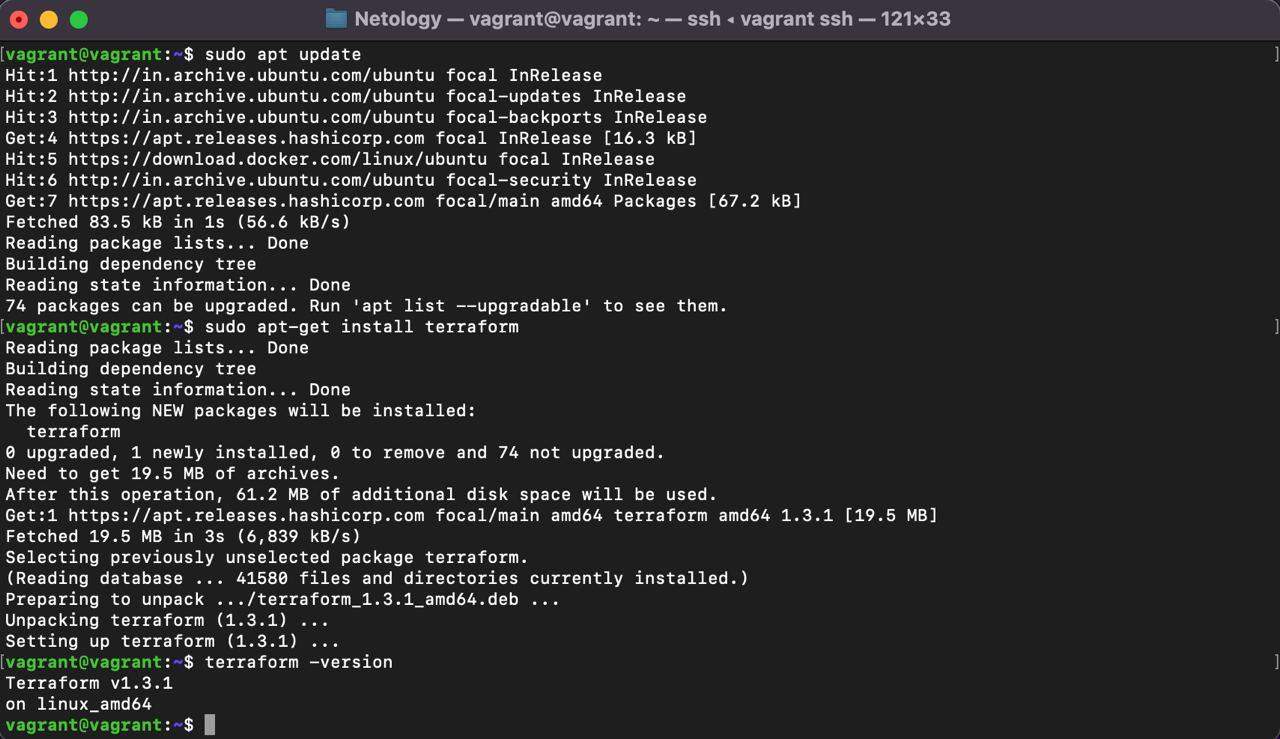 Netology — vagrant@vagrant: ~ — ssh ◂ vagrant ssh — 121×33
[vagrant@vagrant:~$ sudo apt update ]
Hit:1 http://in.archive.ubuntu.com/ubuntu focal InRelease
Hit:2 http://in.archive.ubuntu.com/ubuntu focal-updates InRelease
Hit:3 http://in.archive.ubuntu.com/ubuntu focal-backports InRelease
Get:4 https://apt.releases.hashicorp.com focal InRelease [16.3 kB]
Hit:5 https://download.docker.com/linux/ubuntu focal InRelease
Hit:6 http://in.archive.ubuntu.com/ubuntu focal-security InRelease
Get:7 https://apt.releases.hashicorp.com focal/main amd64 Packages [67.2 kB]
Fetched 83.5 kB in 1s (56.6 kB/s)
Reading package lists... Done
Building dependency tree
Reading state information... Done
74 packages can be upgraded. Run 'apt list --upgradable' to see them.
[vagrant@vagrant:~$ sudo apt-get install terraform ]
Reading package lists... Done
Building dependency tree
Reading state information... Done
The following NEW packages will be installed:
  terraform
0 upgraded, 1 newly installed, 0 to remove and 74 not upgraded.
Need to get 19.5 MB of archives.
After this operation, 61.2 MB of additional disk space will be used.
Get:1 https://apt.releases.hashicorp.com focal/main amd64 terraform amd64 1.3.1 [19.5 MB]
Fetched 19.5 MB in 3s (6,839 kB/s)
Selecting previously unselected package terraform.
(Reading database ... 41580 files and directories currently installed.)
Preparing to unpack .../terraform_1.3.1_amd64.deb ...
Unpacking terraform (1.3.1) ...
Setting up terraform (1.3.1) ...
[vagrant@vagrant:~$ terraform -version ]
Terraform v1.3.1
on linux_amd64
vagrant@vagrant:~$